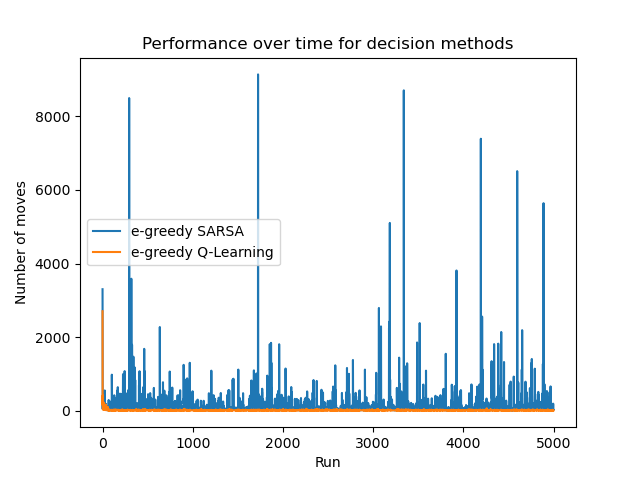 Performance over time for decision methods
Number of moves
8000
6000
4000
2000
0
e-greedy SARSA
e-greedy Q-Learning
0 1000 2000 3000 4000 5000
Run